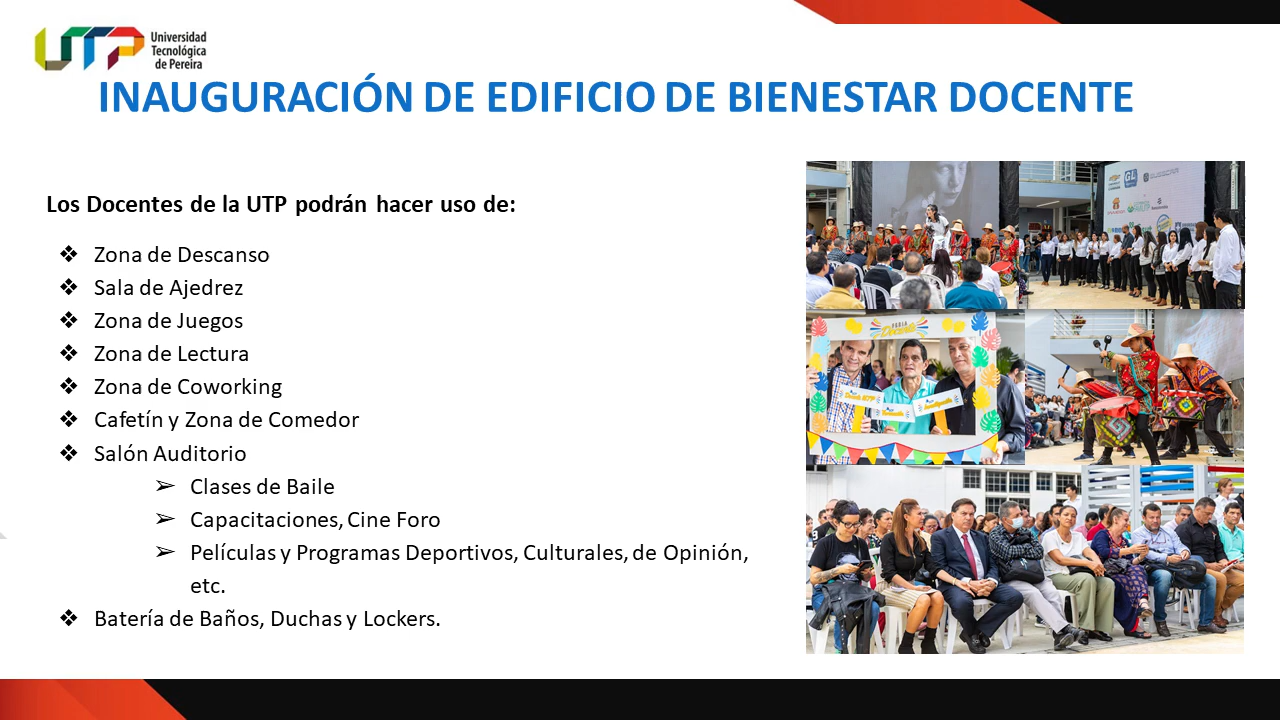 UTP
Universidad
Tecnológica
de Pereira
INAUGURACIÓN DE EDIFICIO DE BIENESTAR DOCENTE
Los Docentes de la UTP podrán hacer uso de:
❖ Zona de Descanso
❖ Sala de Ajedrez
❖ Zona de Juegos
❖ Zona de Lectura
❖ Zona de Coworking
❖ Cafetín y Zona de Comedor
❖ Salón Auditorio
➢ Clases de Baile
➢ Capacitaciones, Cine Foro
➢ Películas y Programas Deportivos, Culturales, de Opinión,
etc.
❖ Batería de Baños, Duchas y Lockers.
GL